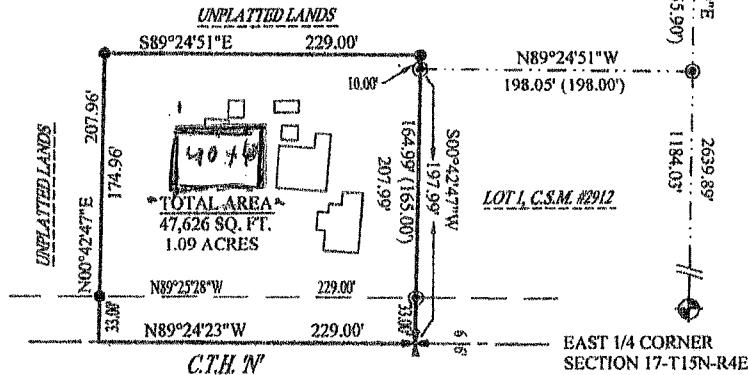 UNPLATTED LANDS
S89°24'51"E 229.00'
10.00'
N89°24'51"W
198.05' (198.00')
5.90')
"E
2639.89'
1184.03'
UNPLATTED LANDS
N00°42'47"E
207.96'
174.96'
33.00'
TOTAL AREA
47,626 SQ. FT.
1.09 ACRES
164.99' (165.00')
207.99'
S00°42'47"W
197.99'
33.00'
LOT 1, C.S.M. #2912
N89°25'28"W 229.00'
N89°24'23"W 229.00'
C.T.H. 'N'
EAST 1/4 CORNER
SECTION 17-T15N-R4E